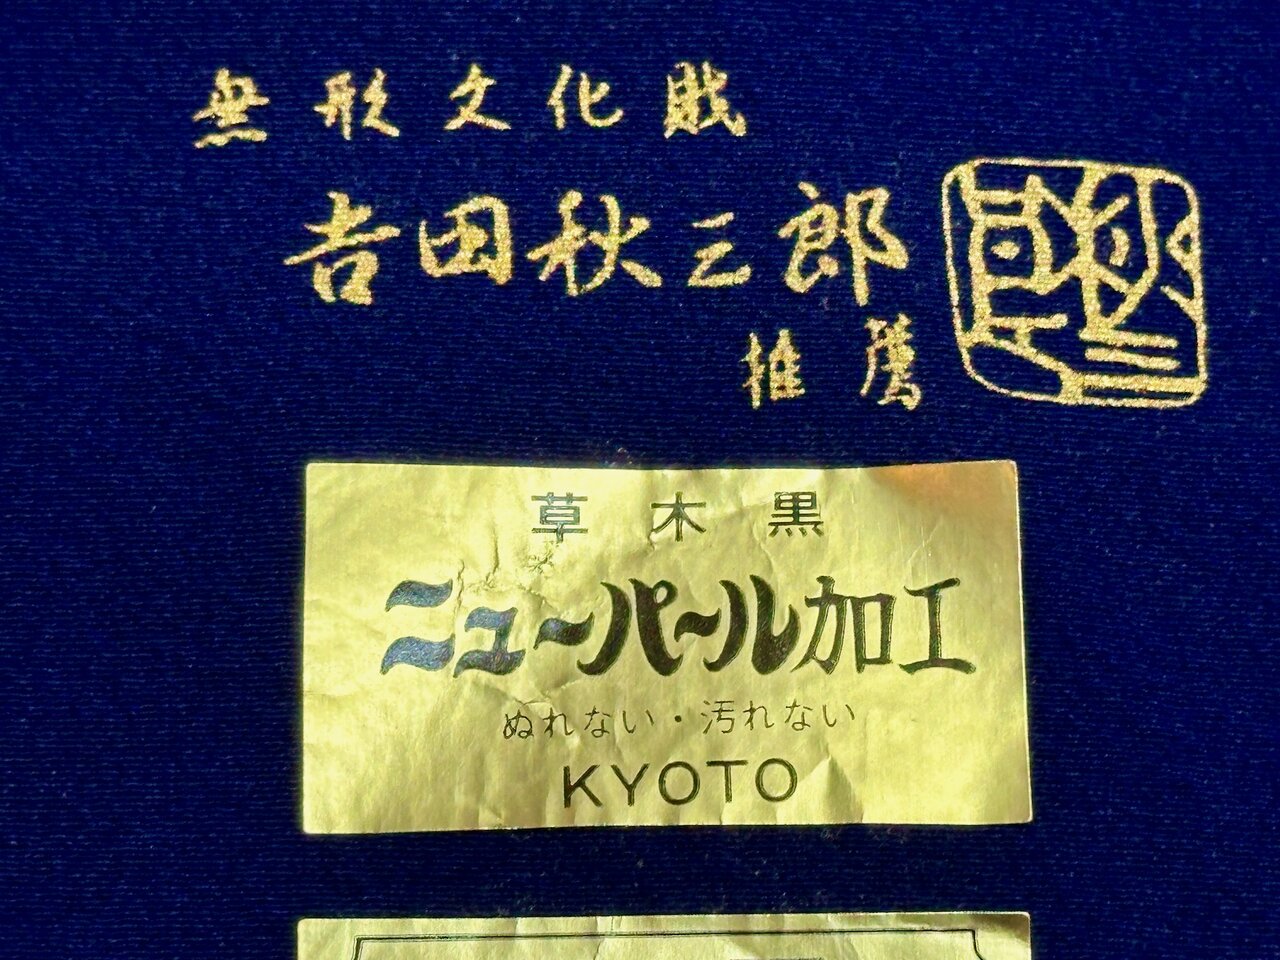 無形文化財
吉田秋三郎
推薦
草木黒
ニューパール加工
ぬれない・汚れない
KYOTO